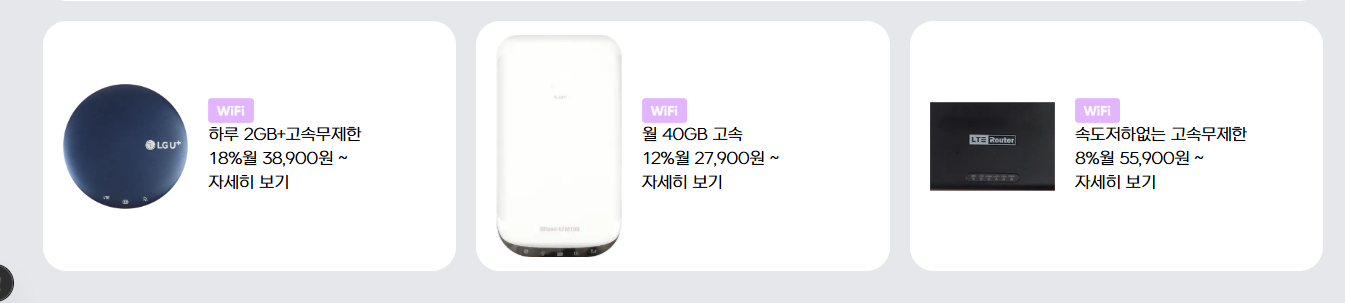 LG U+
WiFi
하루 2GB+고속무제한
18%월 38,900원 ~
자세히 보기
WiFi
월 40GB 고속
12%월 27,900원 ~
자세히 보기
LTE Router
WiFi
속도저하없는 고속무제한
8%월 55,900원 ~
자세히 보기